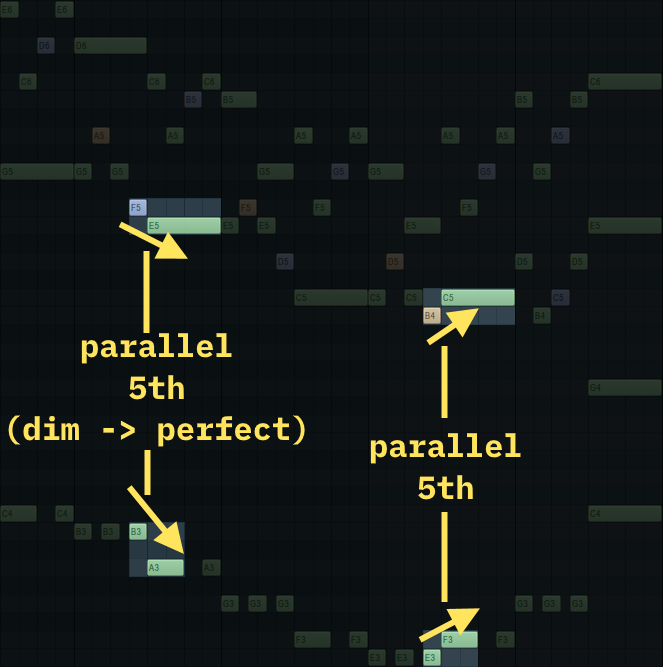 E6 E6
D6 D6
C6 C6 C6 C6
B5 B5 B5 B5
A5 A5 A5 A5 A5 A5 A5
G5 G5 G5 G5 G5 G5 G5 G5
F5 F5 F5 F5
E5 E5 E5 E5 E5
D5 D5 D5 D5
C5 C5 C5 C5 C5
B4 B4
parallel
5th
(dim -> perfect)
G4
parallel
5th
C4 C4 C4
B3 B3 B3
A3 A3
G3 G3 G3 G3 G3 G3
F3 F3 F3 F3
E3 E3 E3